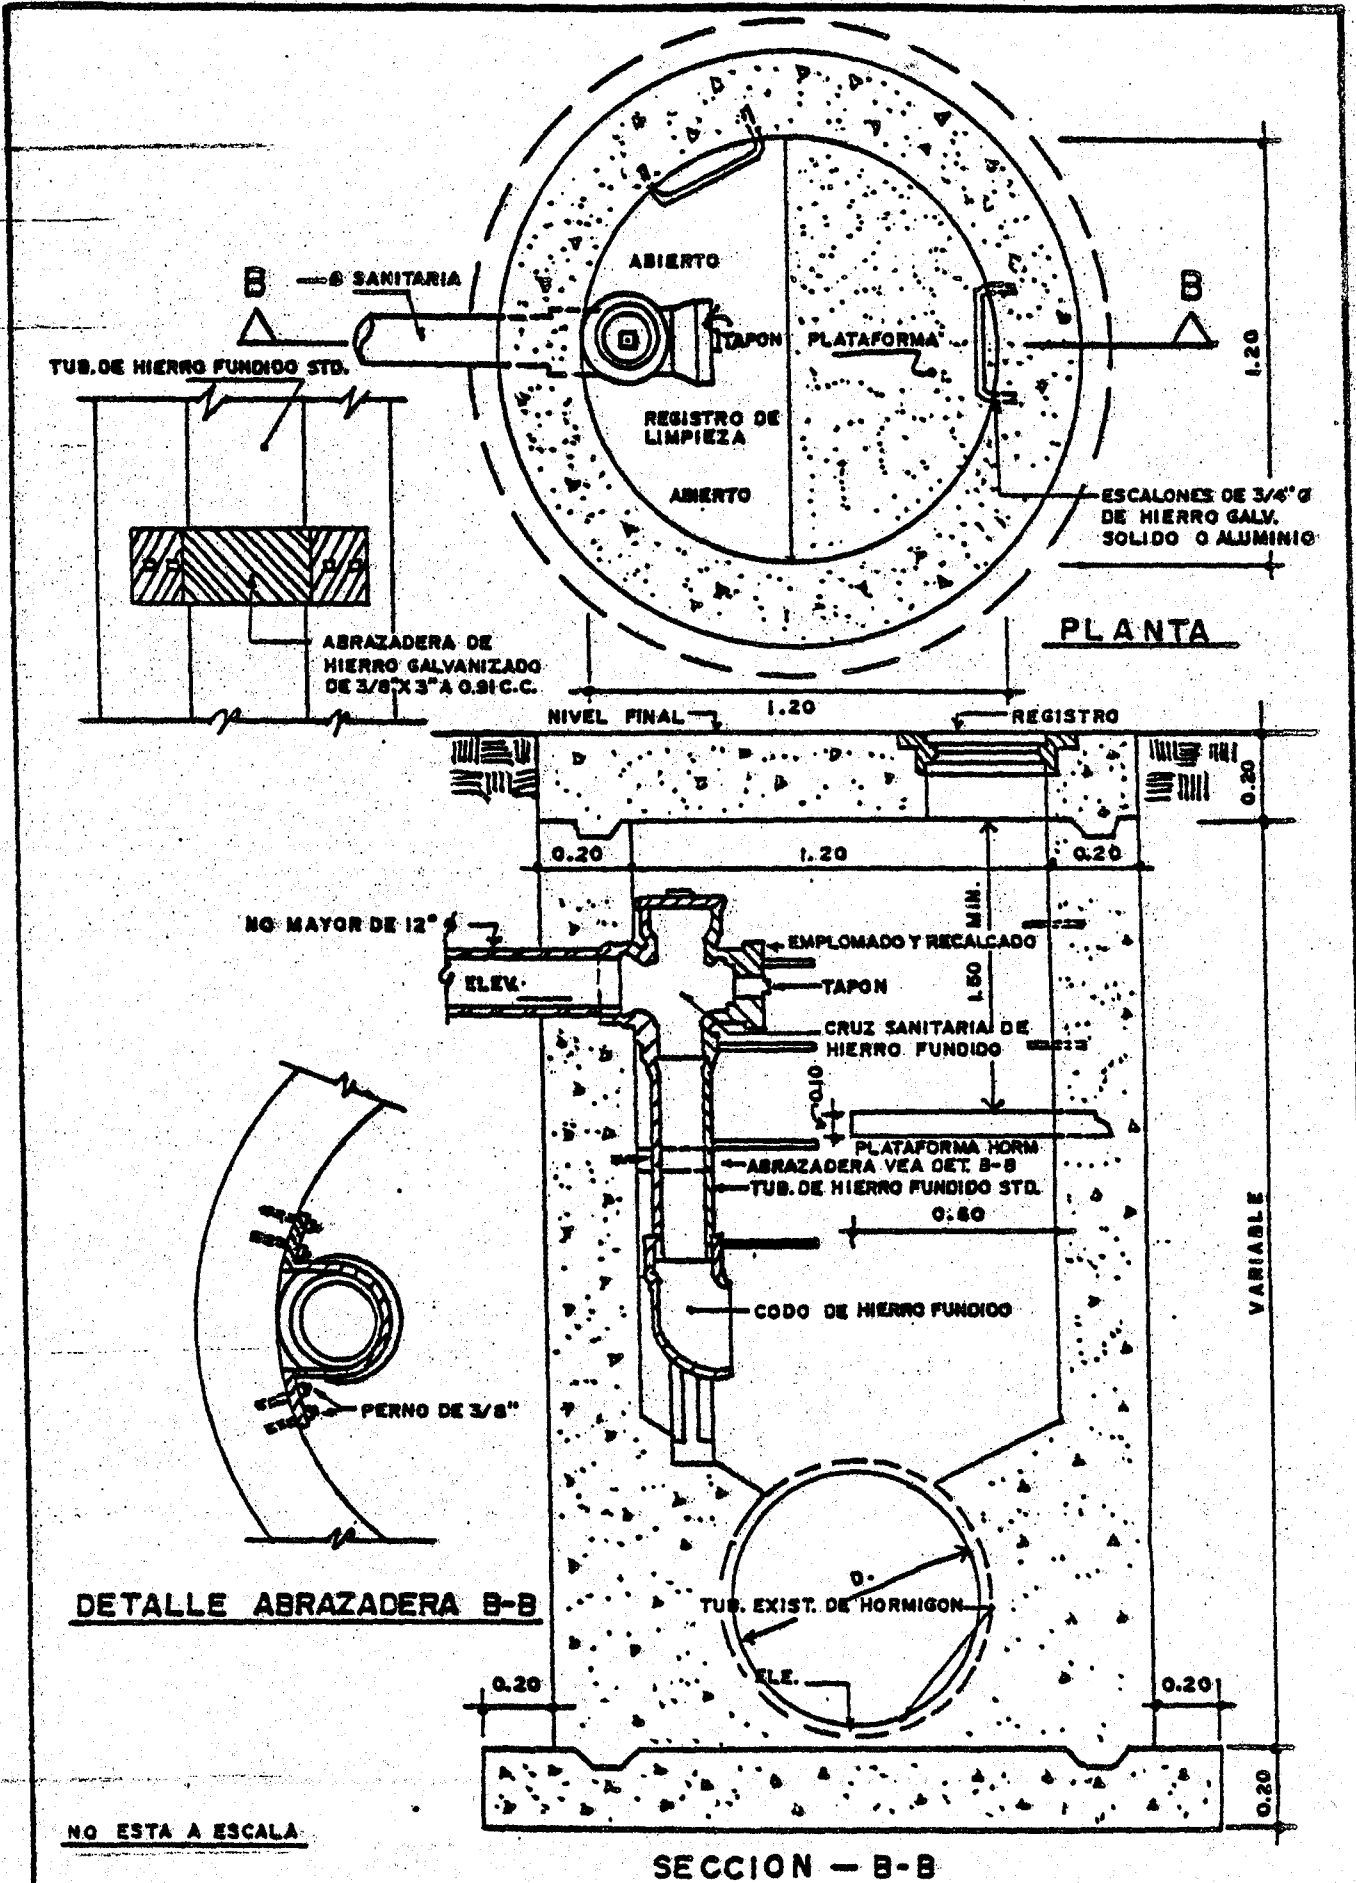 ABIERTO
B
Ø SANITARIA
B
TAPON
PLATAFORMA
1.20
TUB. DE HIERRO FUNDIDO STD.
REGISTRO DE
LIMPIEZA
ABIERTO
ESCALONES DE 3/4" Ø
DE HIERRO GALV.
SOLIDO O ALUMINIO
PLANTA
ABRAZADERA DE
HIERRO GALVANIZADO
DE 3/8" X 3" A 0.91 C.C.
1.20
NIVEL FINAL
REGISTRO
0.20
0.20
1.20
0.20
NO MAYOR DE 12" Ø
EMPLOMADO Y RECALCADO
1.50 MIN.
ELEV.
TAPON
CRUZ SANITARIA DE
HIERRO FUNDIDO
0.10
PLATAFORMA HORM
ABRAZADERA VEA DET. B-B
TUB. DE HIERRO FUNDIDO STD.
0.60
VARIABLE
CODO DE HIERRO FUNDIDO
PERNO DE 3/8"
D.
DETALLE ABRAZADERA B-B
TUB. EXIST. DE HORMIGON
ELE.
0.20
0.20
0.20
NO ESTA A ESCALA
SECCION - B-B